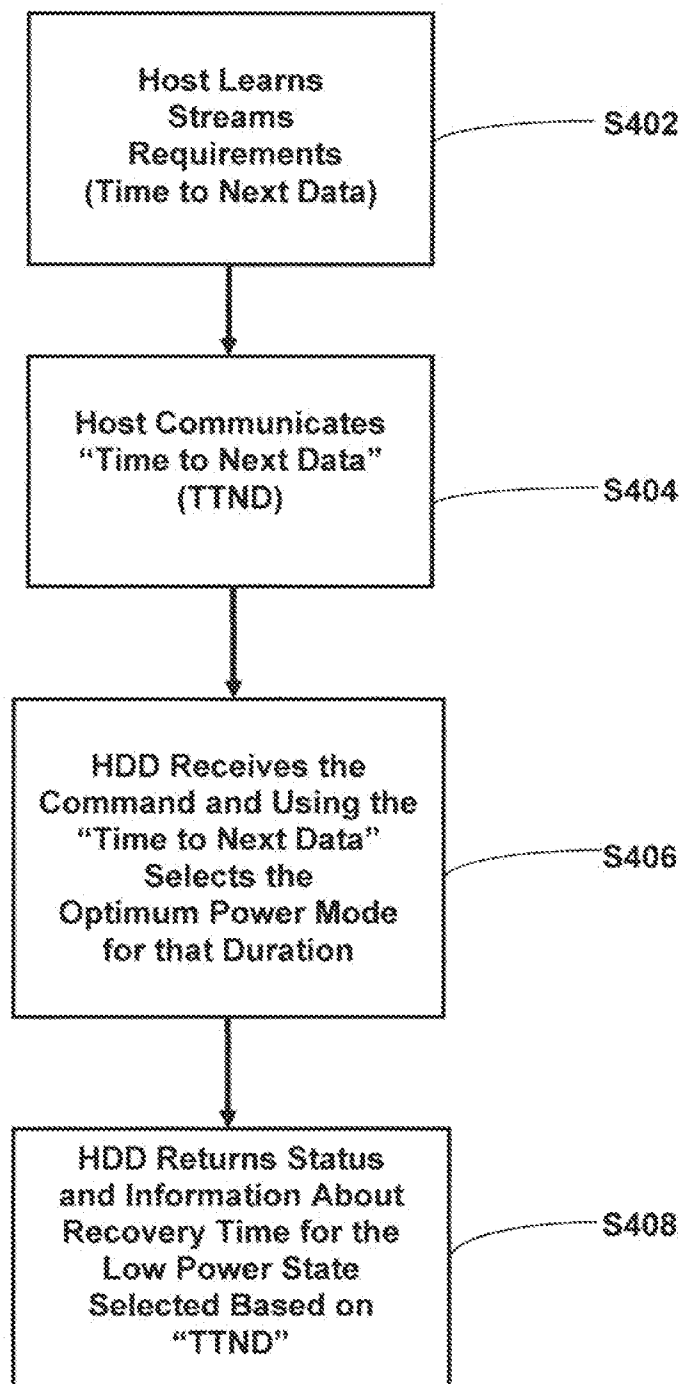 Host Learns
Streams
Requirements
(Time to Next Data)
S402
Host Communicates
“Time to Next Data”
(TTND)
S404
HDD Receives the
Command and Using the
“Time to Next Data”
Selects the
Optimum Power Mode
for that Duration
S406
HDD Returns Status
and Information About
Recovery Time for the
Low Power State
Selected Based on
“TTND”
S408